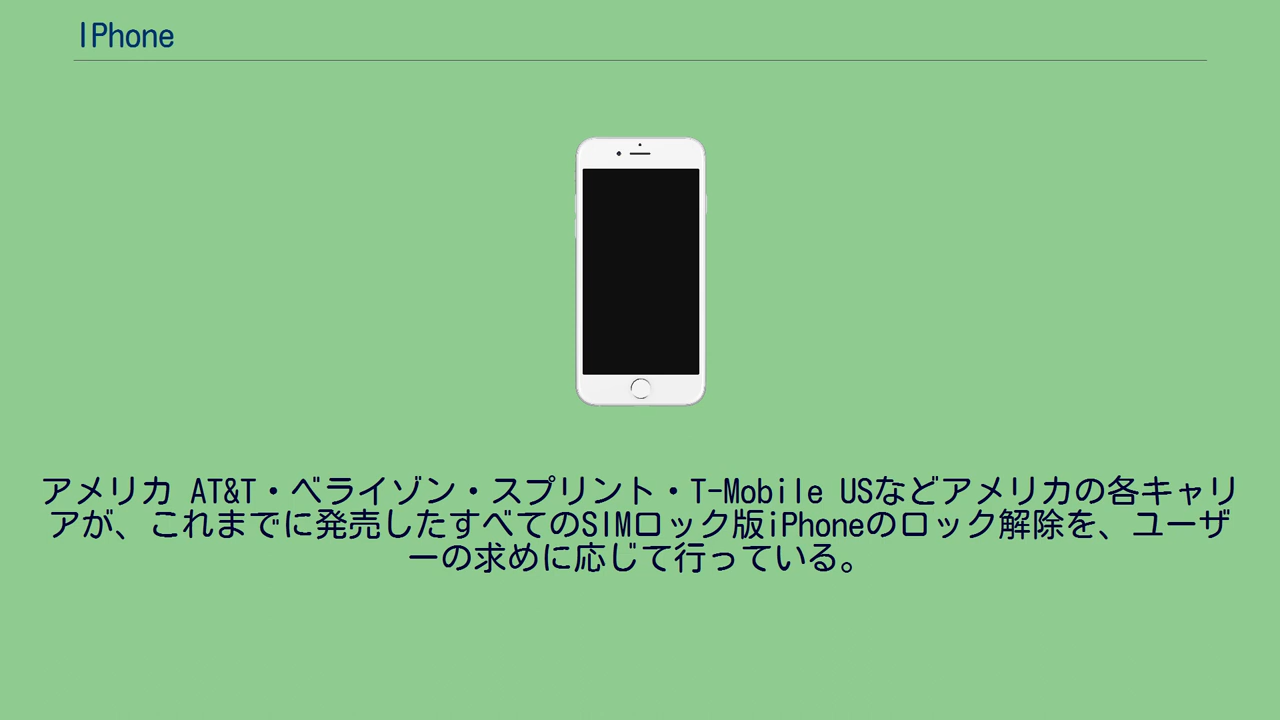 IPhone
アメリカ AT&T・ベライゾン・スプリント・T-Mobile USなどアメリカの各キャリ
アが、これまでに発売したすべてのSIMロック版iPhoneのロック解除を、ユーザ
ーの求めに応じて行っている。